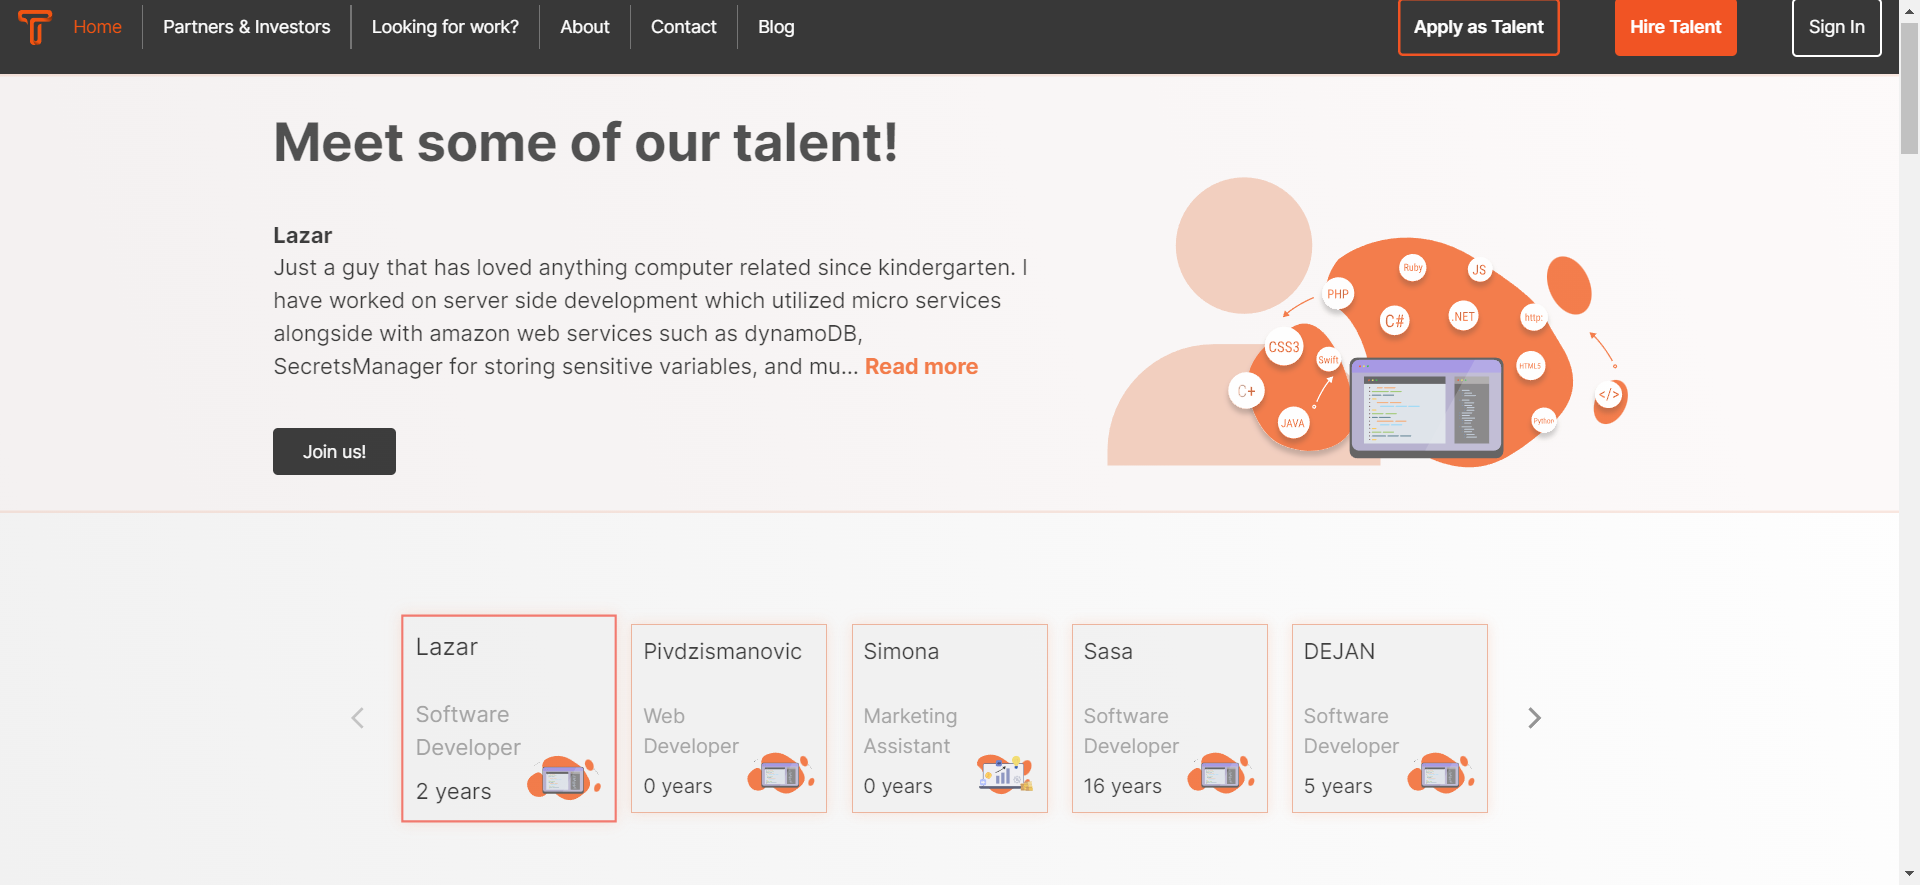 Home
Partners & Investors
Looking for work?
About
Contact
Blog
Apply as Talent
Hire Talent
Sign In
Meet some of our talent!
Lazar
Just a guy that has loved anything computer related since kindergarten. I
have worked on server side development which utilized micro services
alongside with amazon web services such as dynamoDB,
SecretsManager for storing sensitive variables, and mu... Read more
Join us!
Ruby
JS
PHP
C#
.NET
http:
CSS3
Swift
HTML5
C+
</>
JAVA
Python
Lazar
Software
Developer
2 years
Pivdzismanovic
Web
Developer
0 years
Simona
Marketing
Assistant
0 years
Sasa
Software
Developer
16 years
DEJAN
Software
Developer
5 years